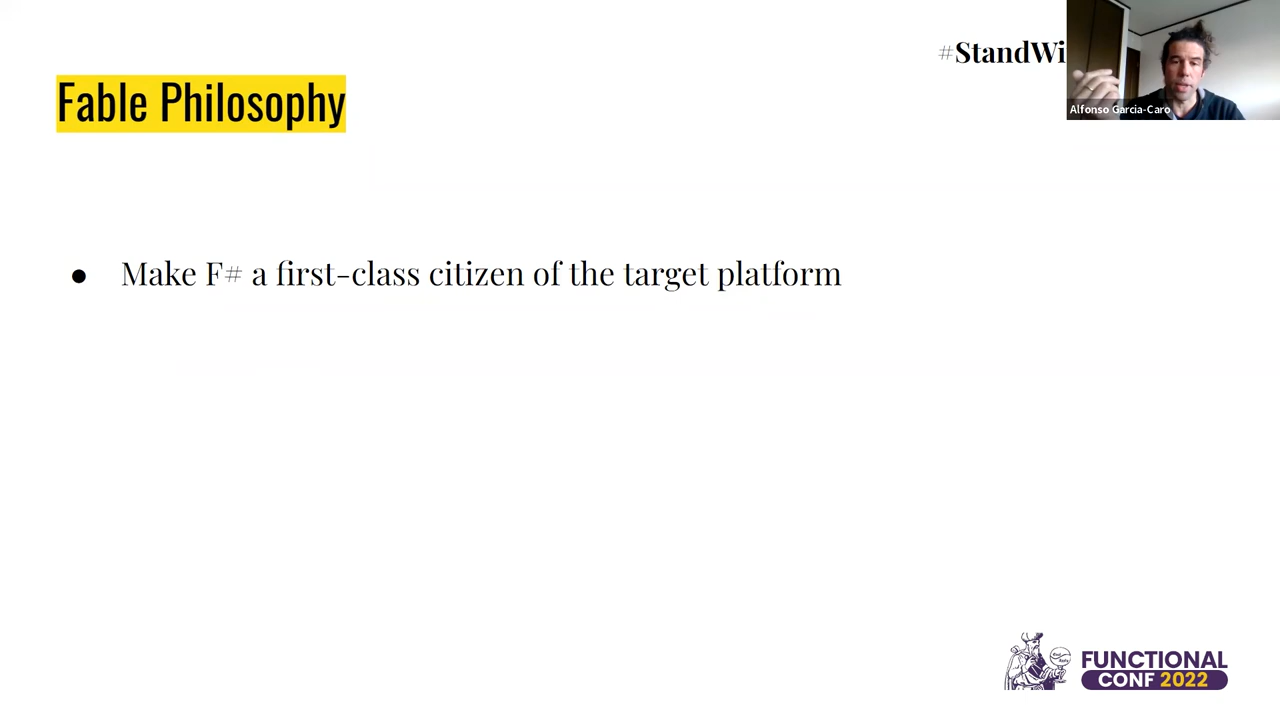 #StandWi
Alfonso Garcia-Caro
Fable Philosophy
● Make F# a first-class citizen of the target platform
FUNCTIONAL
CONF 2022